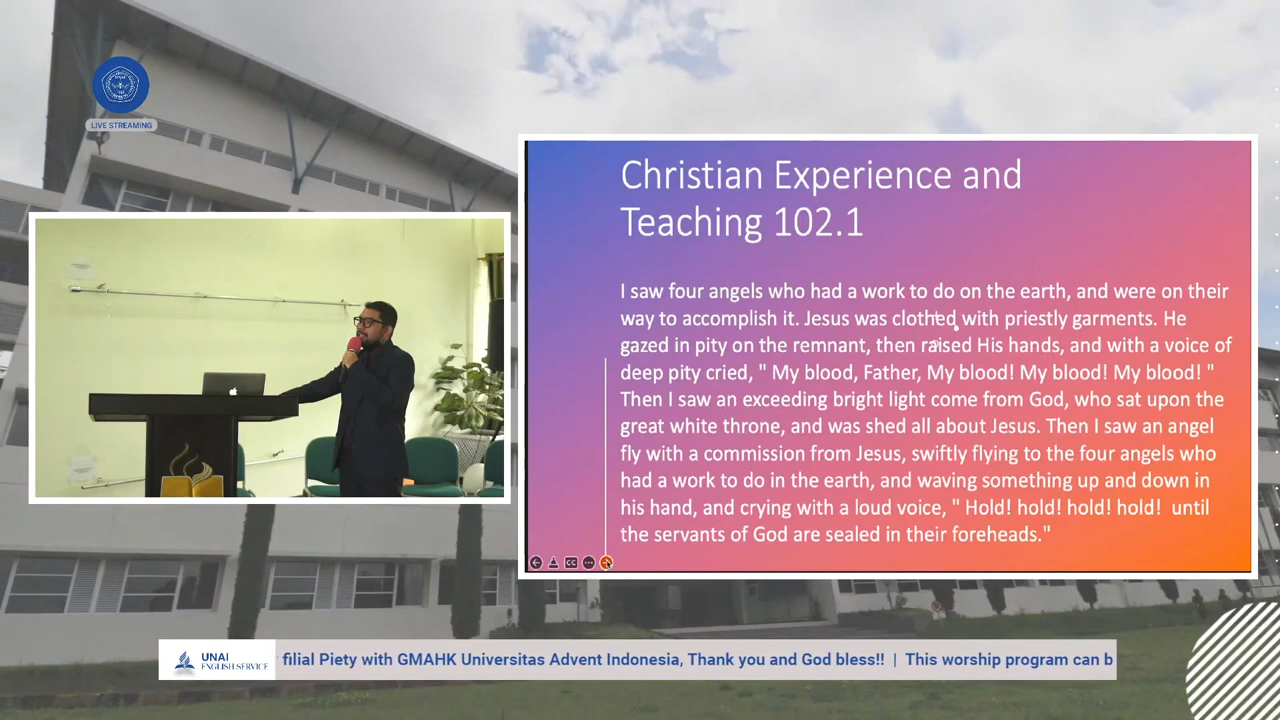 LIVE STREAMING
Christian Experience and
Teaching 102.1
I saw four angels who had a work to do on the earth, and were on their
way to accomplish it. Jesus was clothed with priestly garments. He
gazed in pity on the remnant, then raised His hands, and with a voice of
deep pity cried, " My blood, Father, My blood! My blood! My blood! "
Then I saw an exceeding bright light come from God, who sat upon the
great white throne, and was shed all about Jesus. Then I saw an angel
fly with a commission from Jesus, swiftly flying to the four angels who
had a work to do in the earth, and waving something up and down in
his hand, and crying with a loud voice, " Hold! hold! hold! hold!  until
the servants of God are sealed in their foreheads."
CC
UNAI
ENGLISH SERVICE
filial Piety with GMAHK Universitas Advent Indonesia, Thank you and God bless!! | This worship program can b